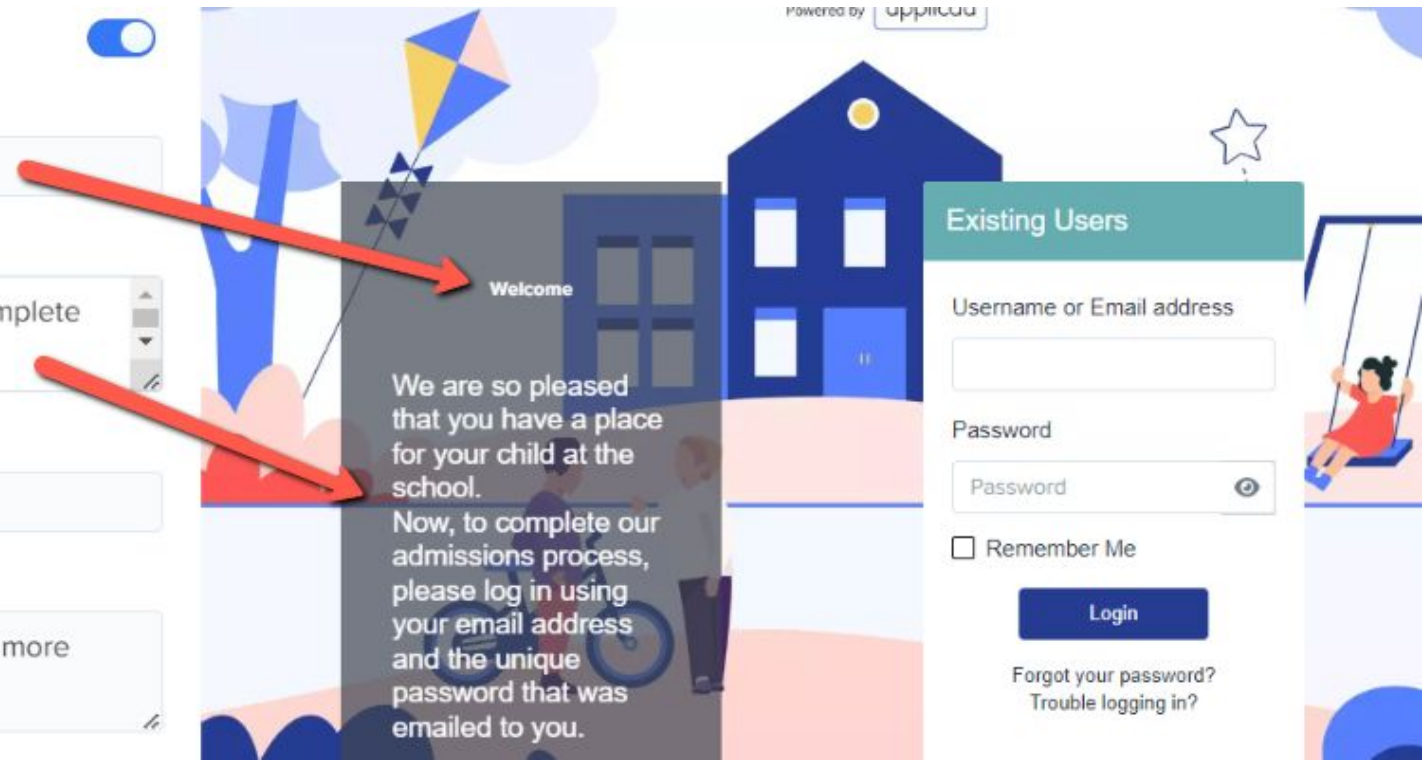 Powered by applicaa
Welcome
mplete
more
We are so pleased
that you have a place
for your child at the
school.
Now, to complete our
admissions process,
please log in using
your email address
and the unique
password that was
emailed to you.
Existing Users
Username or Email address
Password
Password
Remember Me
Login
Forgot your password?
Trouble logging in?